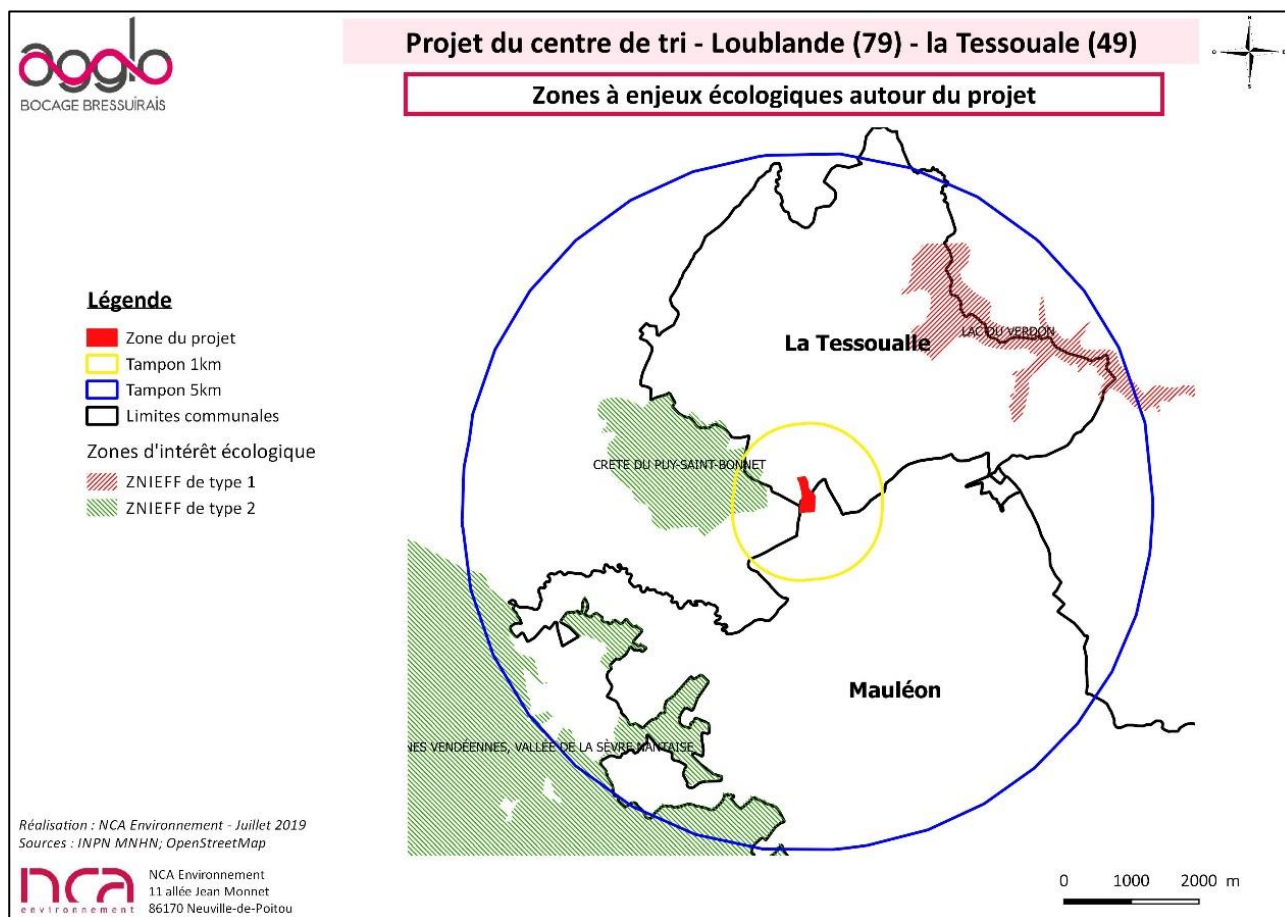 agglo
BOCAGE BRESSUIRAIS
Projet du centre de tri - Loublande (79) - la Tessouale (49)
Zones à enjeux écologiques autour du projet
Légende
Zone du projet
Tampon 1km
Tampon 5km
Limites communales
Zones d'intérêt écologique
ZNIEFF de type 1
ZNIEFF de type 2
La Tessoualle
LAC DU VERDON
CRETE DU PUY-SAINT-BONNET
Mauléon
NES VENDÉENNES, VALLÉE DE LA SÈVRE NANTAISE
Réalisation : NCA Environnement - Juillet 2019
Sources : INPN MNHN; OpenStreetMap
nca
environnement
NCA Environnement
11 allée Jean Monnet
86170 Neuville-de-Poitou
0 1000 2000 m